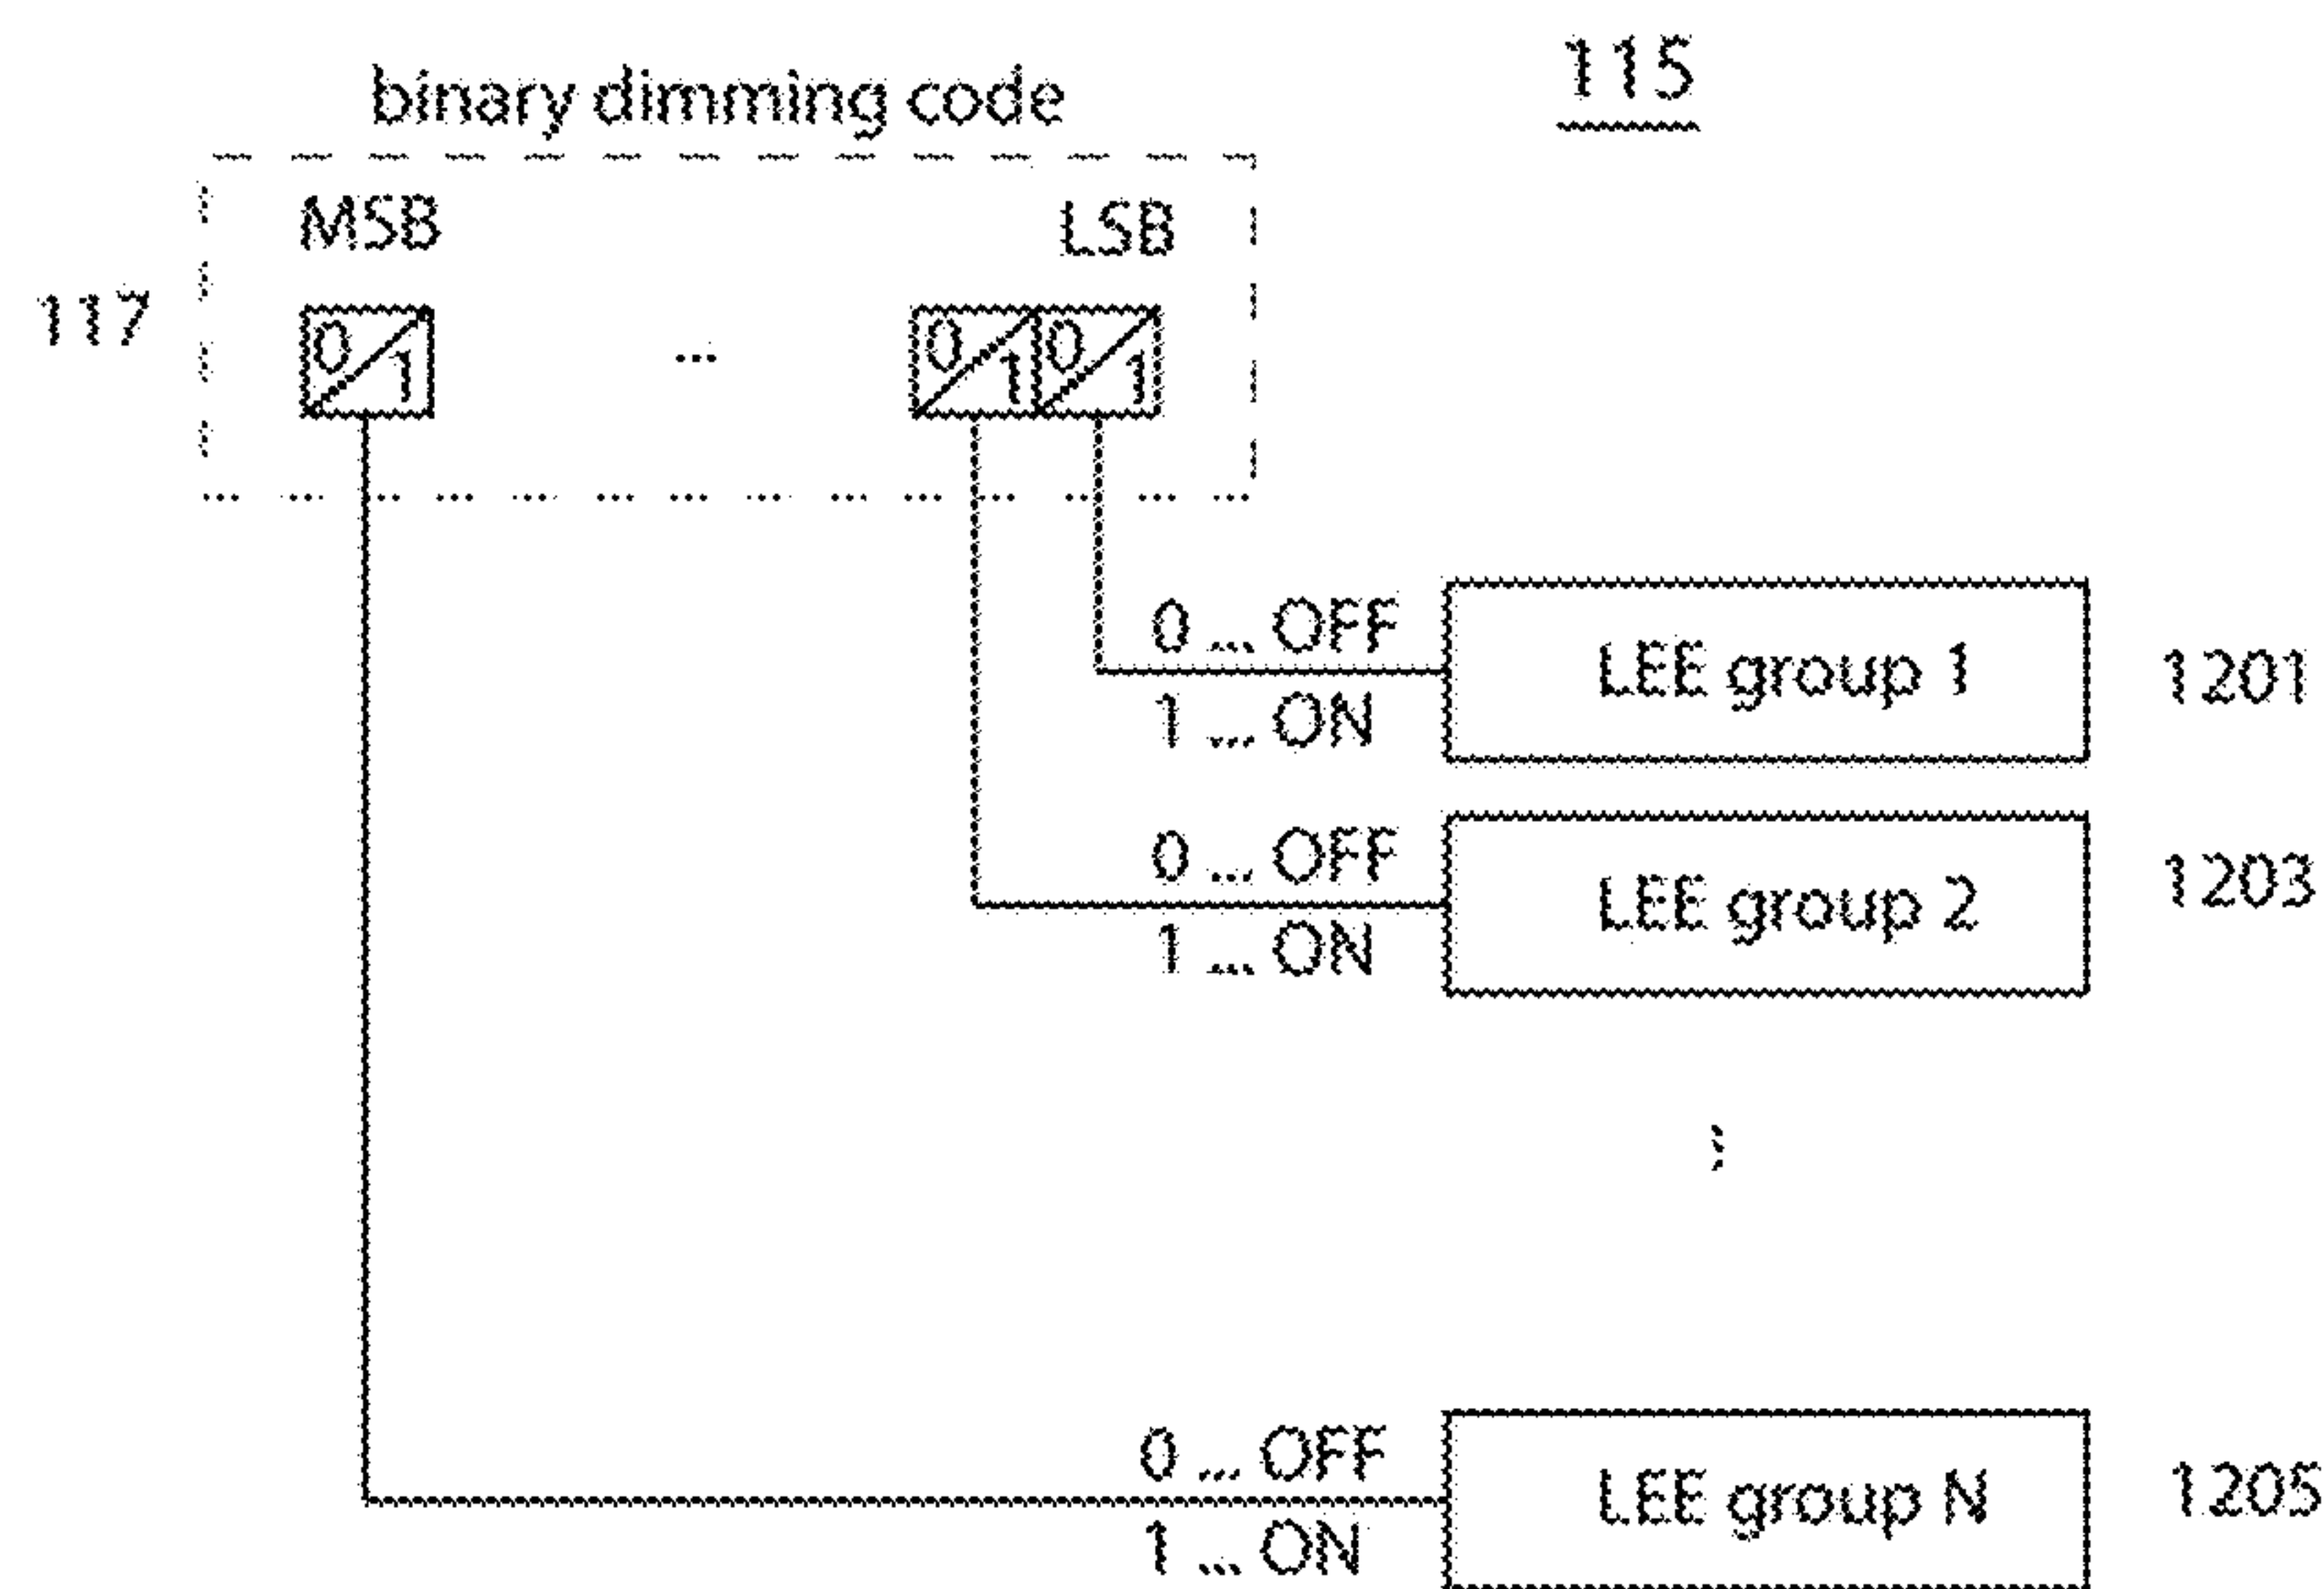 115
binary dimming code
MSB
LSB
117
0 1
...
0 1 0 1
0 ... OFF
LEE group 1
1201
1 ... ON
0 ... OFF
LEE group 2
1203
1 ... ON
0 ... OFF
LEE group N
1205
1 ... ON